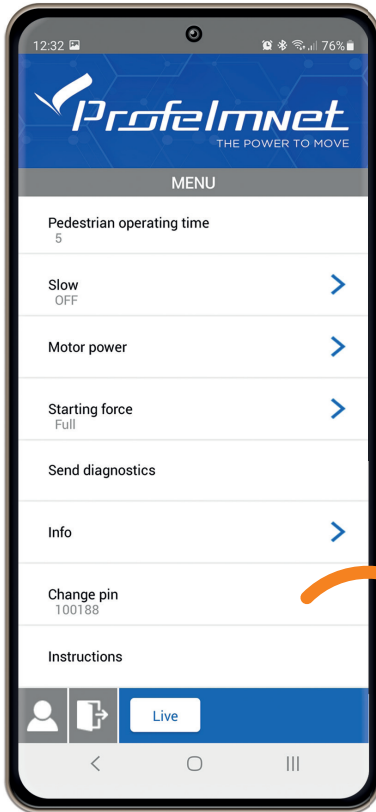 12:32 76%
Profelmnet
THE POWER TO MOVE
MENU
Pedestrian operating time
5
Slow
OFF
Motor power
Starting force
Full
Send diagnostics
Info
Change pin
100188
Instructions
Live